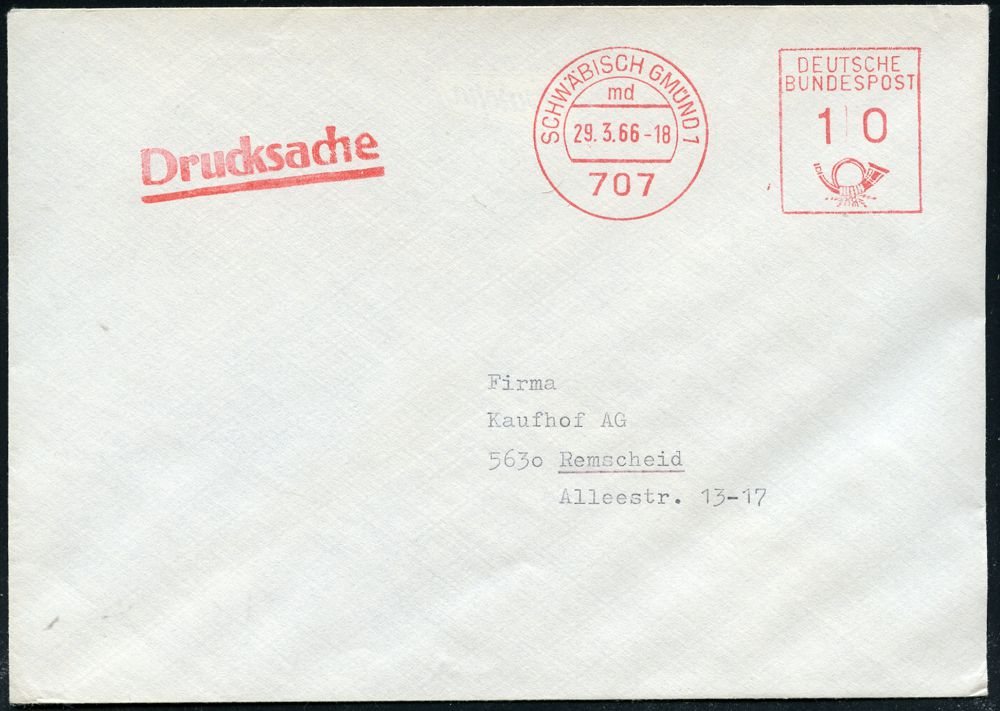 Drucksache
SCHWÄBISCH GMÜND 1
md
29. 3. 66 -18
707
DEUTSCHE
BUNDESPOST
10
Firma
Kaufhof AG
5630 Remscheid
Alleestr. 13-17